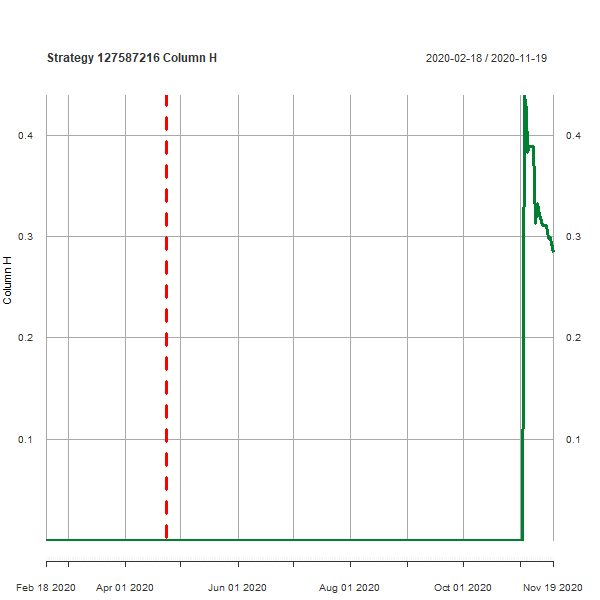 Strategy 127587216 Column H 2020-02-18 / 2020-11-19
0.4 0.4
0.3 0.3
Column H
0.2 0.2
0.1 0.1
Feb 18 2020 Apr 01 2020 Jun 01 2020 Aug 01 2020 Oct 01 2020 Nov 19 2020